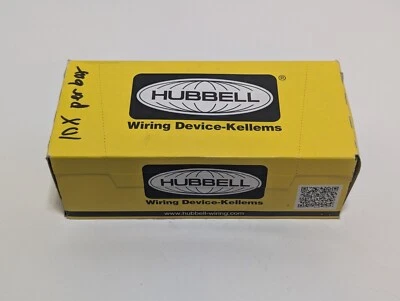 10X per box
HUBBELL®
Wiring Device-Kellems
HUBBELL
Wiring Device-Kellems
www.hubbell-wiring.com